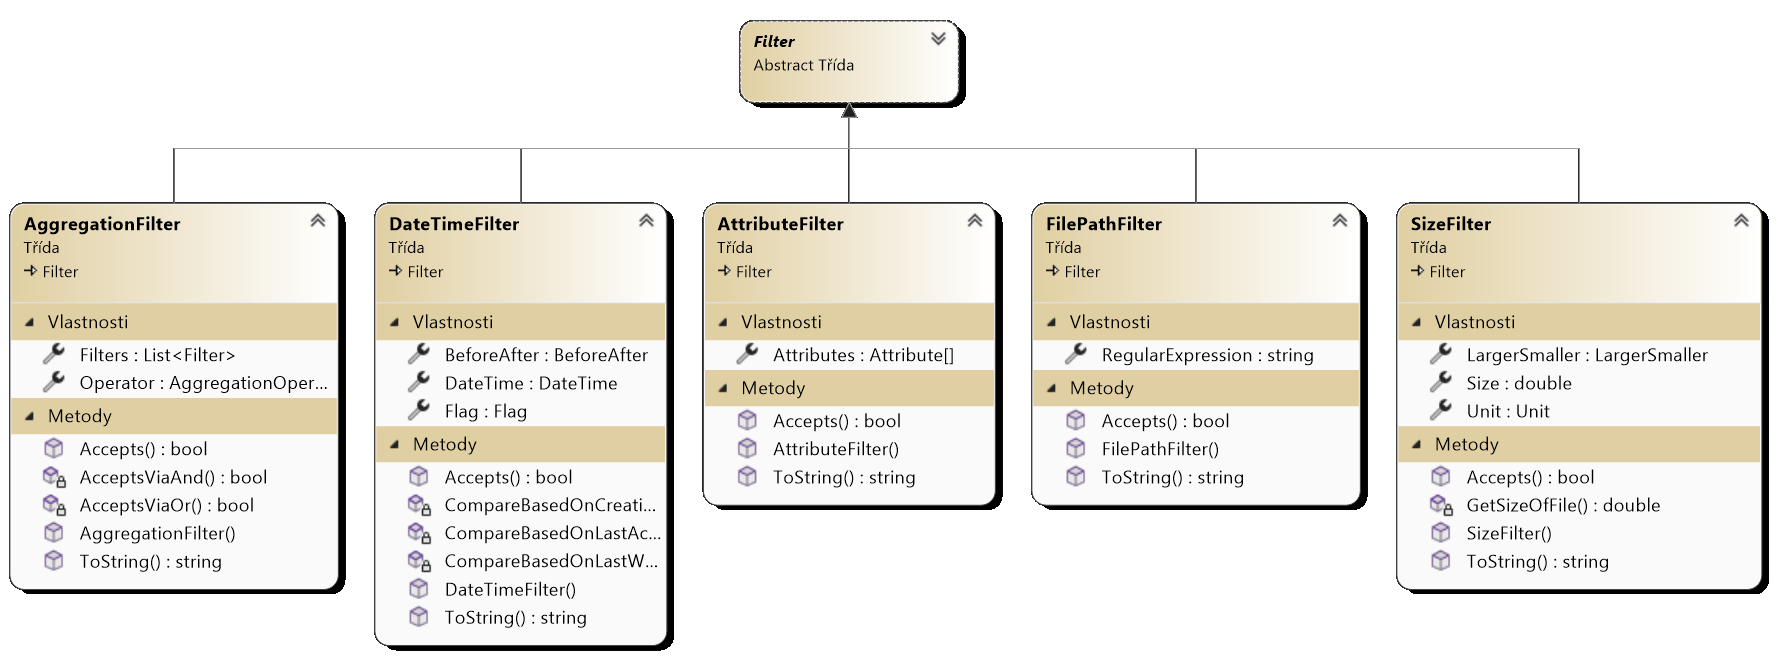 Filter
Abstract Třída
AggregationFilter
Třída
Filter
Vlastnosti
Filters : List<Filter>
Operator : AggregationOper...
Metody
Accepts() : bool
AcceptsViaAnd() : bool
AcceptsViaOr() : bool
AggregationFilter()
ToString() : string
DateTimeFilter
Třída
Filter
Vlastnosti
BeforeAfter : BeforeAfter
DateTime : DateTime
Flag : Flag
Metody
Accepts() : bool
CompareBasedOnCreati...
CompareBasedOnLastAc...
CompareBasedOnLastW...
DateTimeFilter()
ToString() : string
AttributeFilter
Třída
Filter
Vlastnosti
Attributes : Attribute[]
Metody
Accepts() : bool
AttributeFilter()
ToString() : string
FilePathFilter
Třída
Filter
Vlastnosti
RegularExpression : string
Metody
Accepts() : bool
FilePathFilter()
ToString() : string
SizeFilter
Třída
Filter
Vlastnosti
LargerSmaller : LargerSmaller
Size : double
Unit : Unit
Metody
Accepts() : bool
GetSizeOfFile() : double
SizeFilter()
ToString() : string